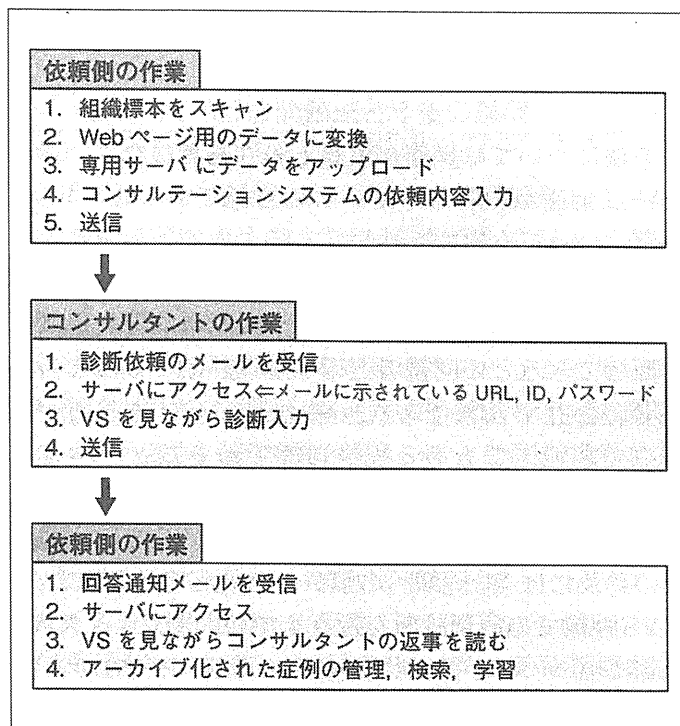 依頼側の作業
1. 組織標本をスキャン
2. Web ページ用のデータに変換
3. 専用サーバ にデータをアップロード
4. コンサルテーションシステムの依頼内容入力
5. 送信
コンサルタントの作業
1. 診断依頼のメールを受信
2. サーバにアクセス⇐メールに示されている URL, ID, パスワード
3. VS を見ながら診断入力
4. 送信
依頼側の作業
1. 回答通知メールを受信
2. サーバにアクセス
3. VS を見ながらコンサルタントの返事を読む
4. アーカイブ化された症例の管理, 検索, 学習